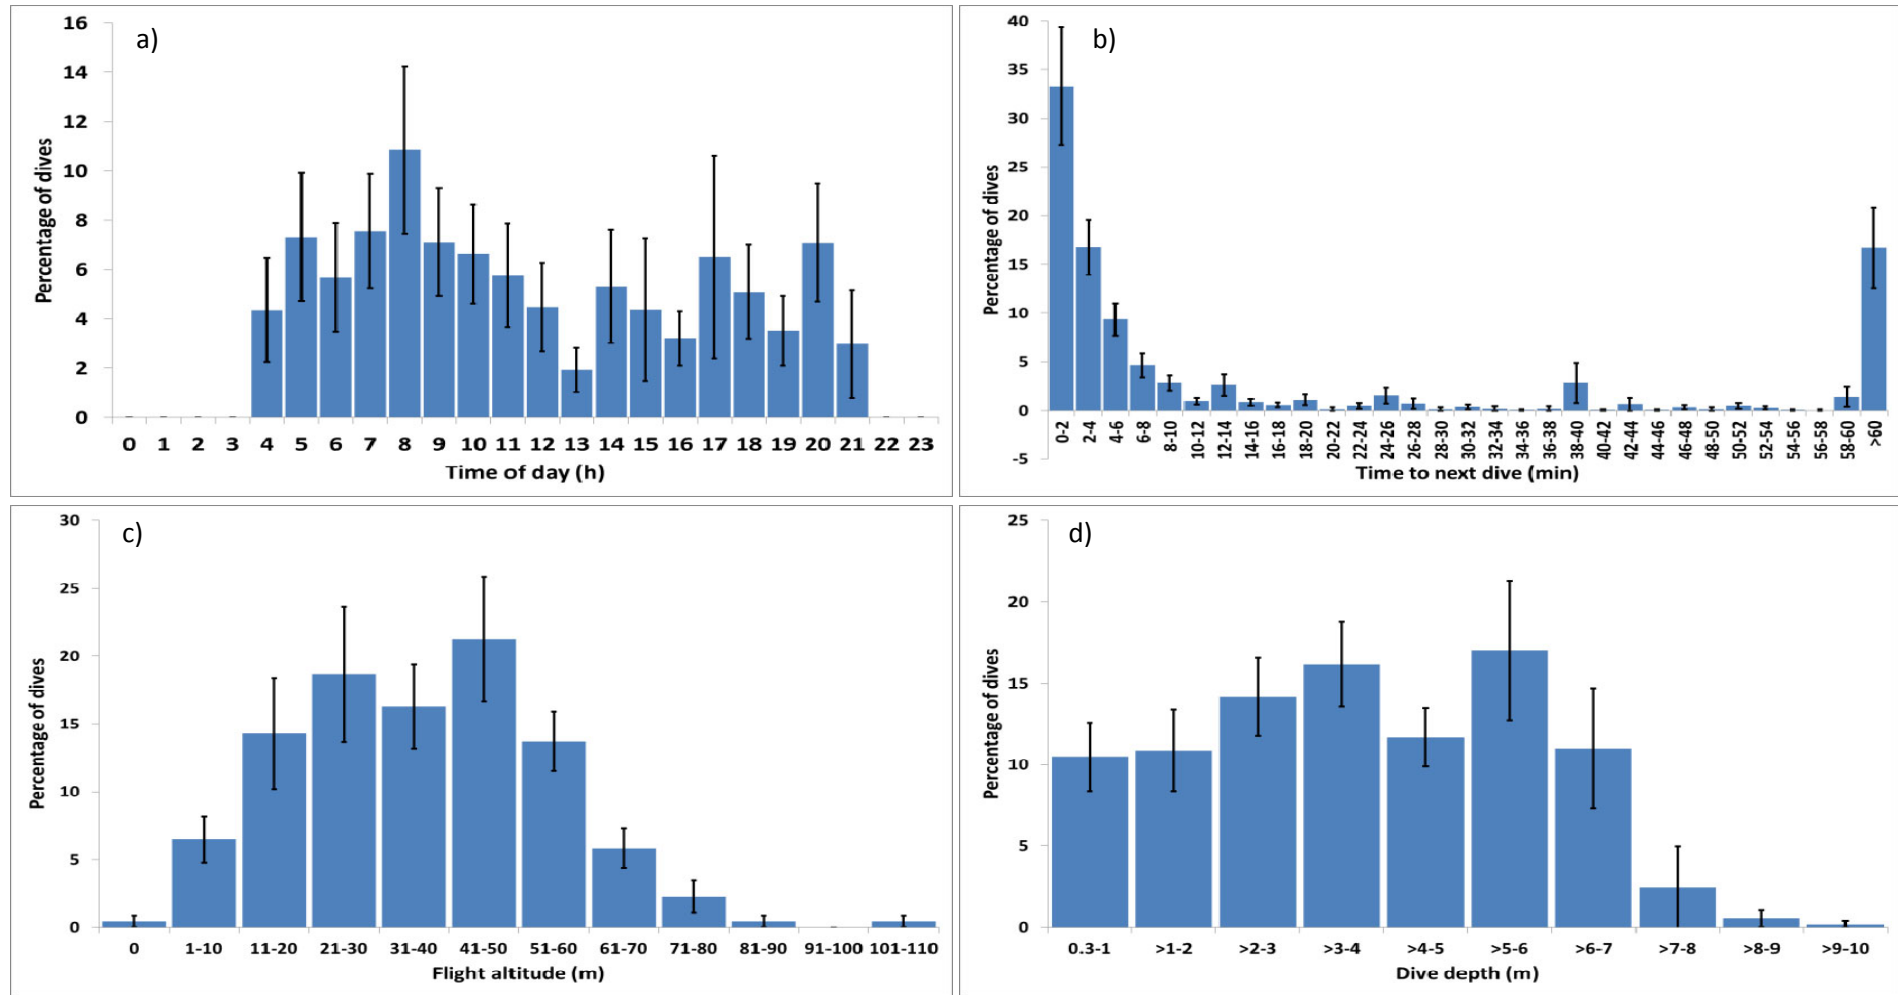 a)
16
14
12
10
8
6
4
2
0
Percentage of dives
0 1 2 3 4 5 6 7 8 9 10 11 12 13 14 15 16 17 18 19 20 21 22 23
Time of day (h)
b)
40
35
30
25
20
15
10
5
0
-5
Percentage of dives
0-2 2-4 4-6 6-8 8-10 10-12 12-14 14-16 16-18 18-20 20-22 22-24 24-26 26-28 28-30 30-32 32-34 34-36 36-38 38-40 40-42 42-44 44-46 46-48 48-50 50-52 52-54 54-56 56-58 58-60 >60
Time to next dive (min)
c)
30
25
20
15
10
5
0
Percentage of dives
0 1-10 11-20 21-30 31-40 41-50 51-60 61-70 71-80 81-90 91-100 101-110
Flight altitude (m)
d)
25
20
15
10
5
0
Percentage of dives
0.3-1 >1-2 >2-3 >3-4 >4-5 >5-6 >6-7 >7-8 >8-9 >9-10
Dive depth (m)